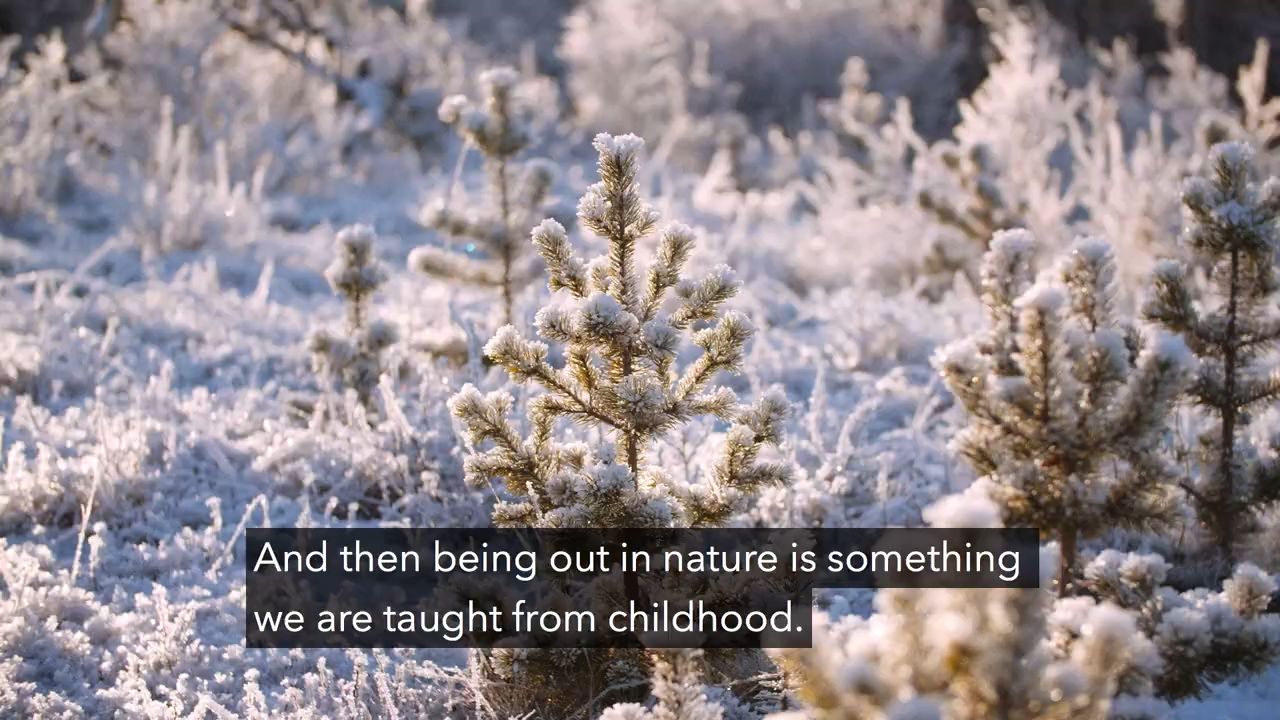 And then being out in nature is something
we are taught from childhood.